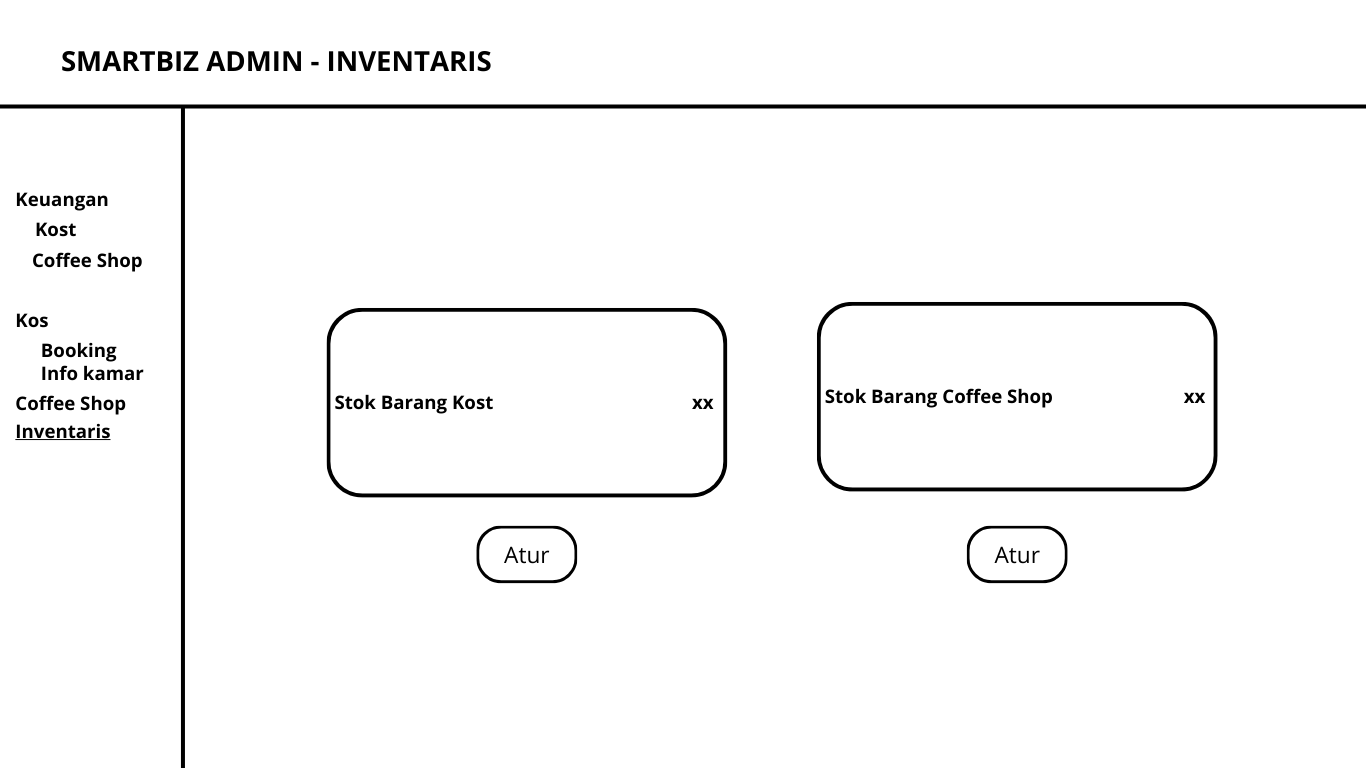 SMARTBIZ ADMIN - INVENTARIS
Keuangan
Kost
Coffee Shop
Kos
Booking
Info kamar
Coffee Shop
Inventaris
Stok Barang Kost xx
Atur
Stok Barang Coffee Shop xx
Atur